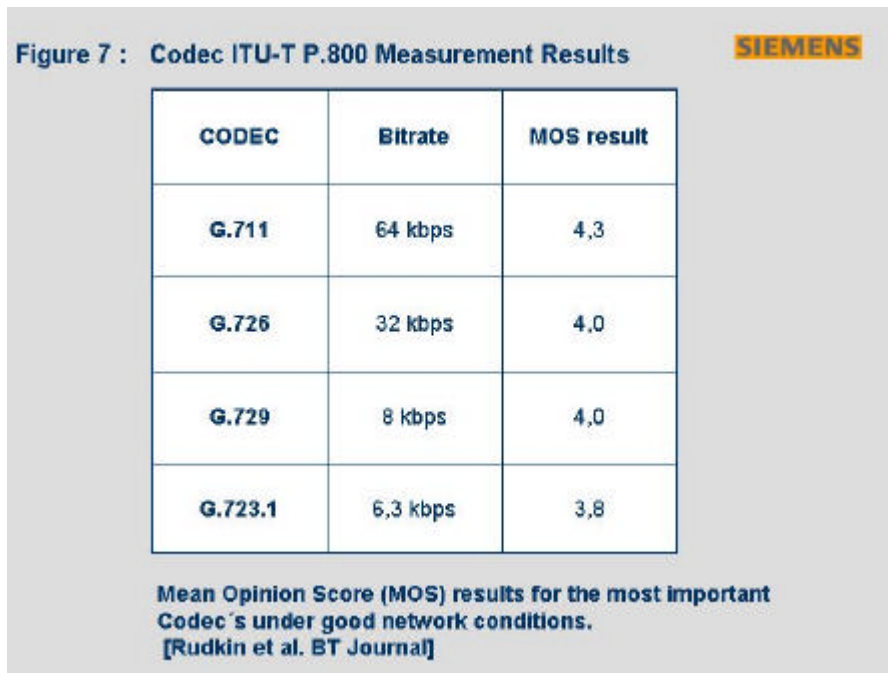 Figure 7 : Codec ITU-T P.800 Measurement Results
SIEMENS
CODEC Bitrate MOS result
G.711 64 kbps 4,3
G.726 32 kbps 4,0
G.729 8 kbps 4,0
G.723.1 6,3 kbps 3,8
Mean Opinion Score (MOS) results for the most important
Codec´s under good network conditions.
[Rudkin et al. BT Journal]